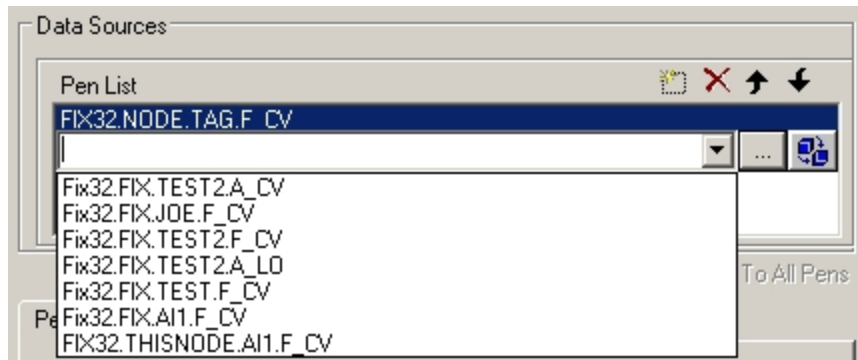 Data Sources
Pen List
FIX32.NODE.TAG.F_CV
...
Fix32.FIX.TEST2.A_CV
Fix32.FIX.JOE.F_CV
Fix32.FIX.TEST2.F_CV
Fix32.FIX.TEST2.A_LO
To All Pens
Fix32.FIX.TEST.F_CV
Pe
Fix32.FIX.AI1.F_CV
FIX32.THISNODE.AI1.F_CV